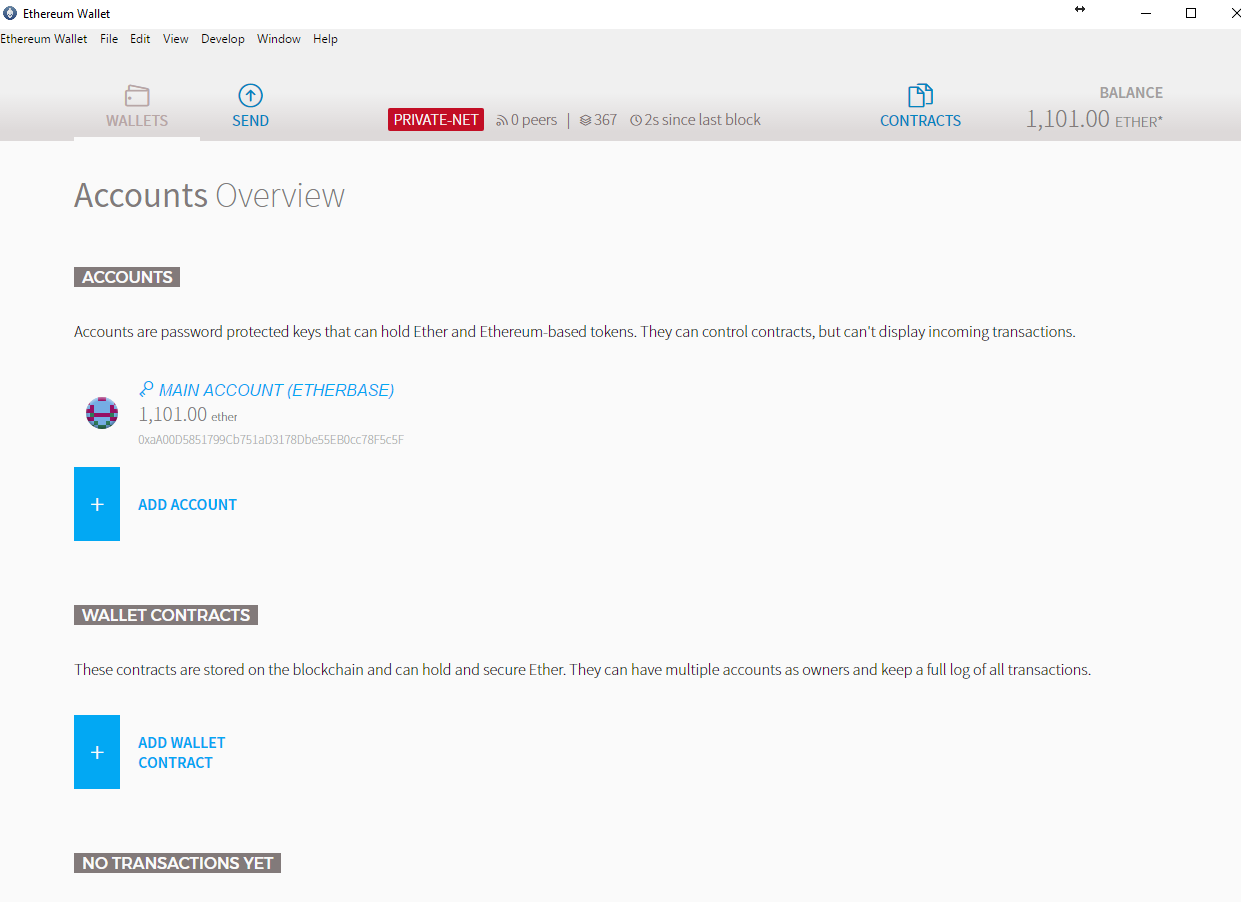 Ethereum Wallet
Ethereum Wallet File Edit View Develop Window Help
WALLETS SEND PRIVATE-NET 0 peers | 367 2s since last block CONTRACTS BALANCE
1,101.00 ETHER*
Accounts Overview
ACCOUNTS
Accounts are password protected keys that can hold Ether and Ethereum-based tokens. They can control contracts, but can't display incoming transactions.
MAIN ACCOUNT (ETHERBASE)
1,101.00 ether
0xaA00D5851799Cb751aD3178Dbe55EB0cc78F5c5F
+ ADD ACCOUNT
WALLET CONTRACTS
These contracts are stored on the blockchain and can hold and secure Ether. They can have multiple accounts as owners and keep a full log of all transactions.
+ ADD WALLET
CONTRACT
NO TRANSACTIONS YET